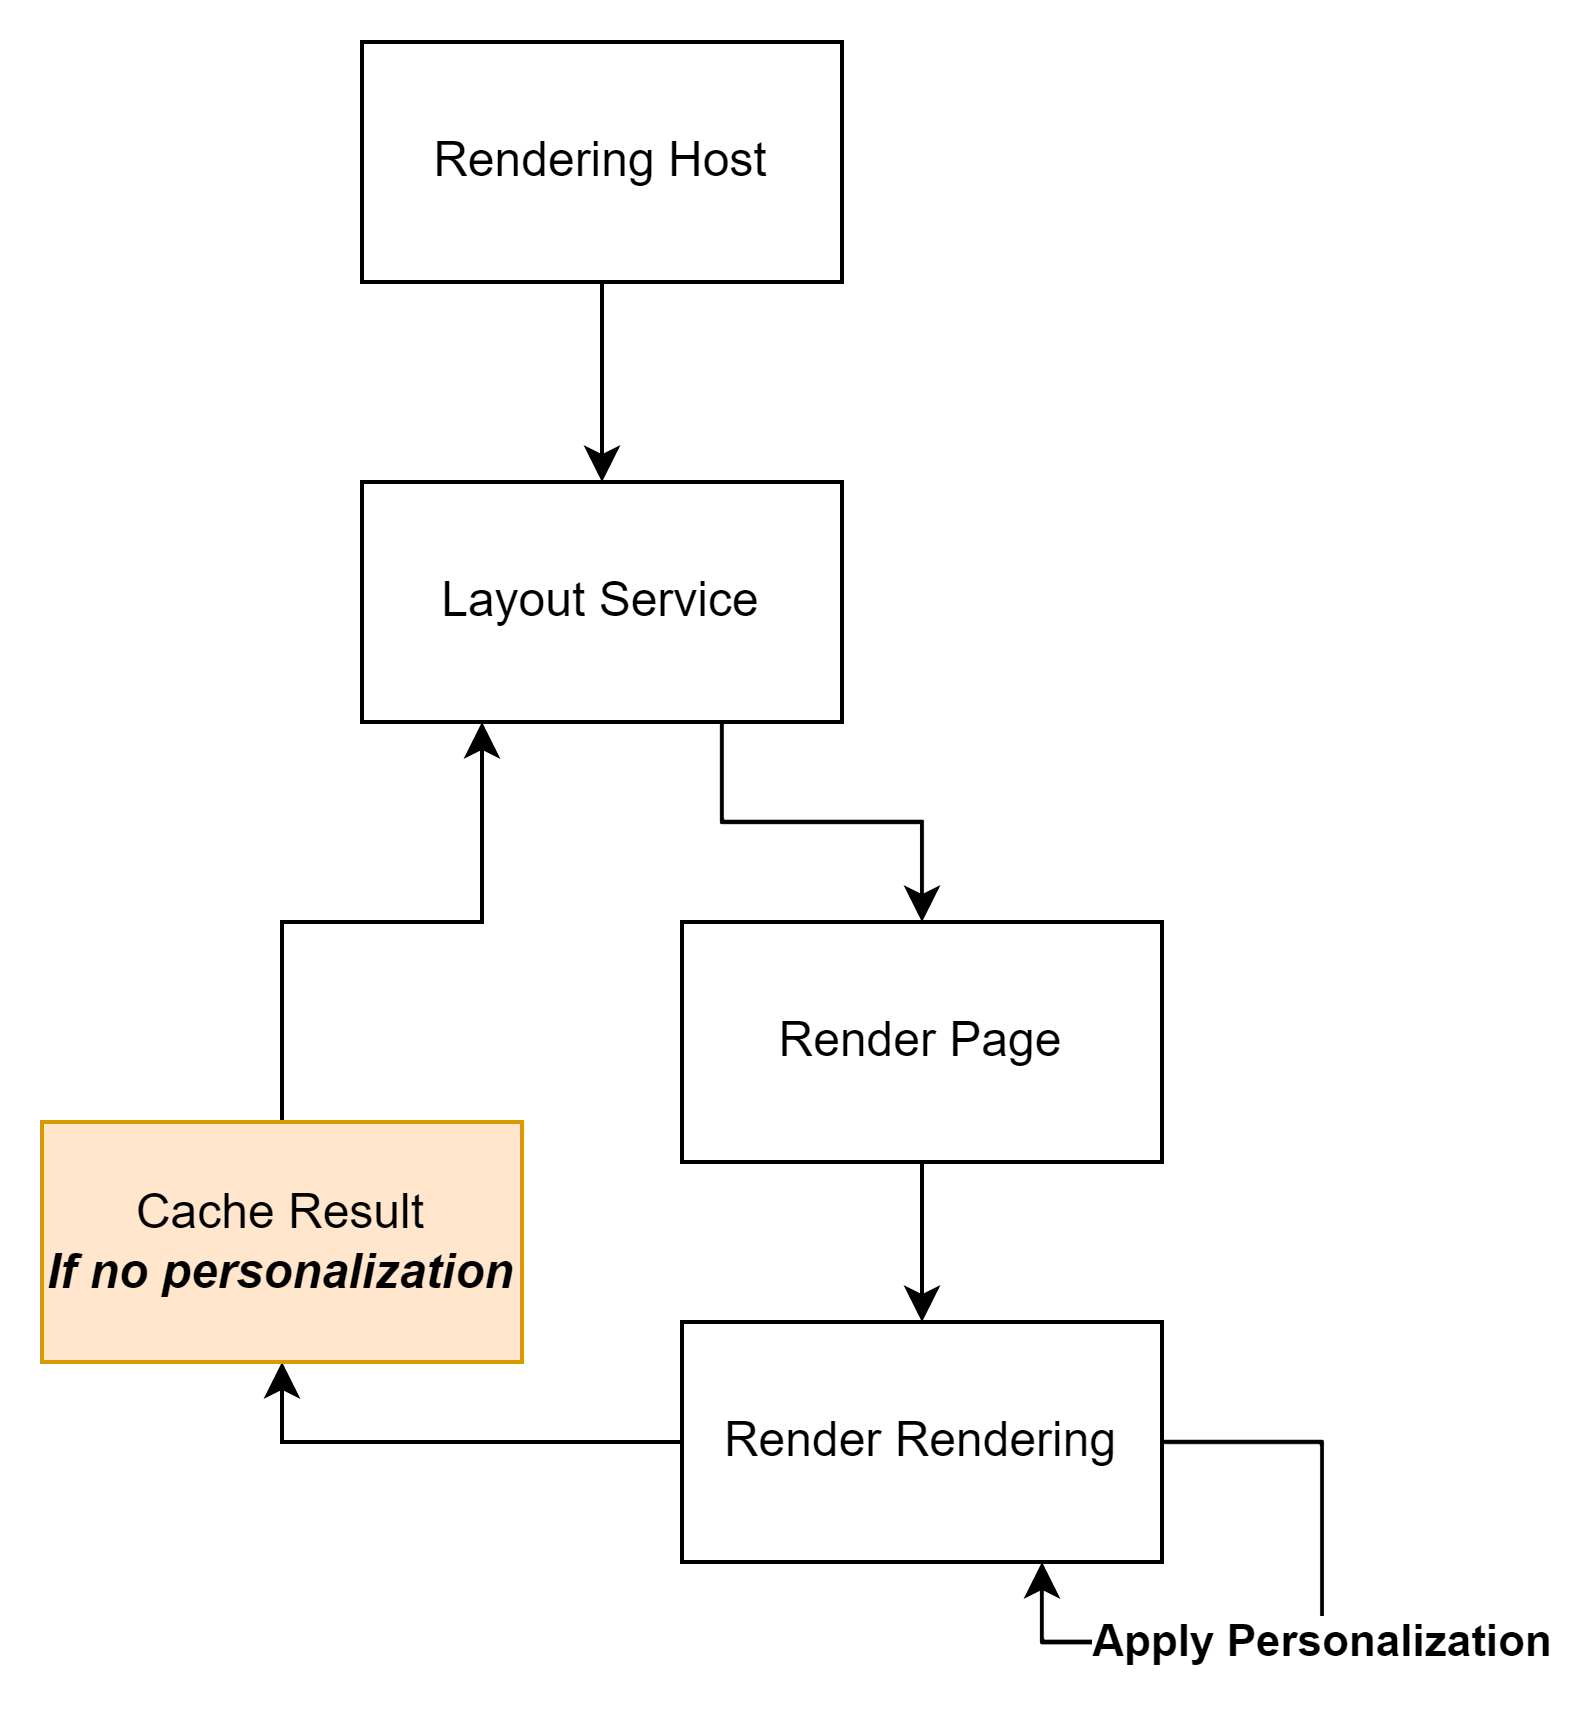 Rendering Host
Layout Service
Render Page
Cache Result
If no personalization
Render Rendering
Apply Personalization